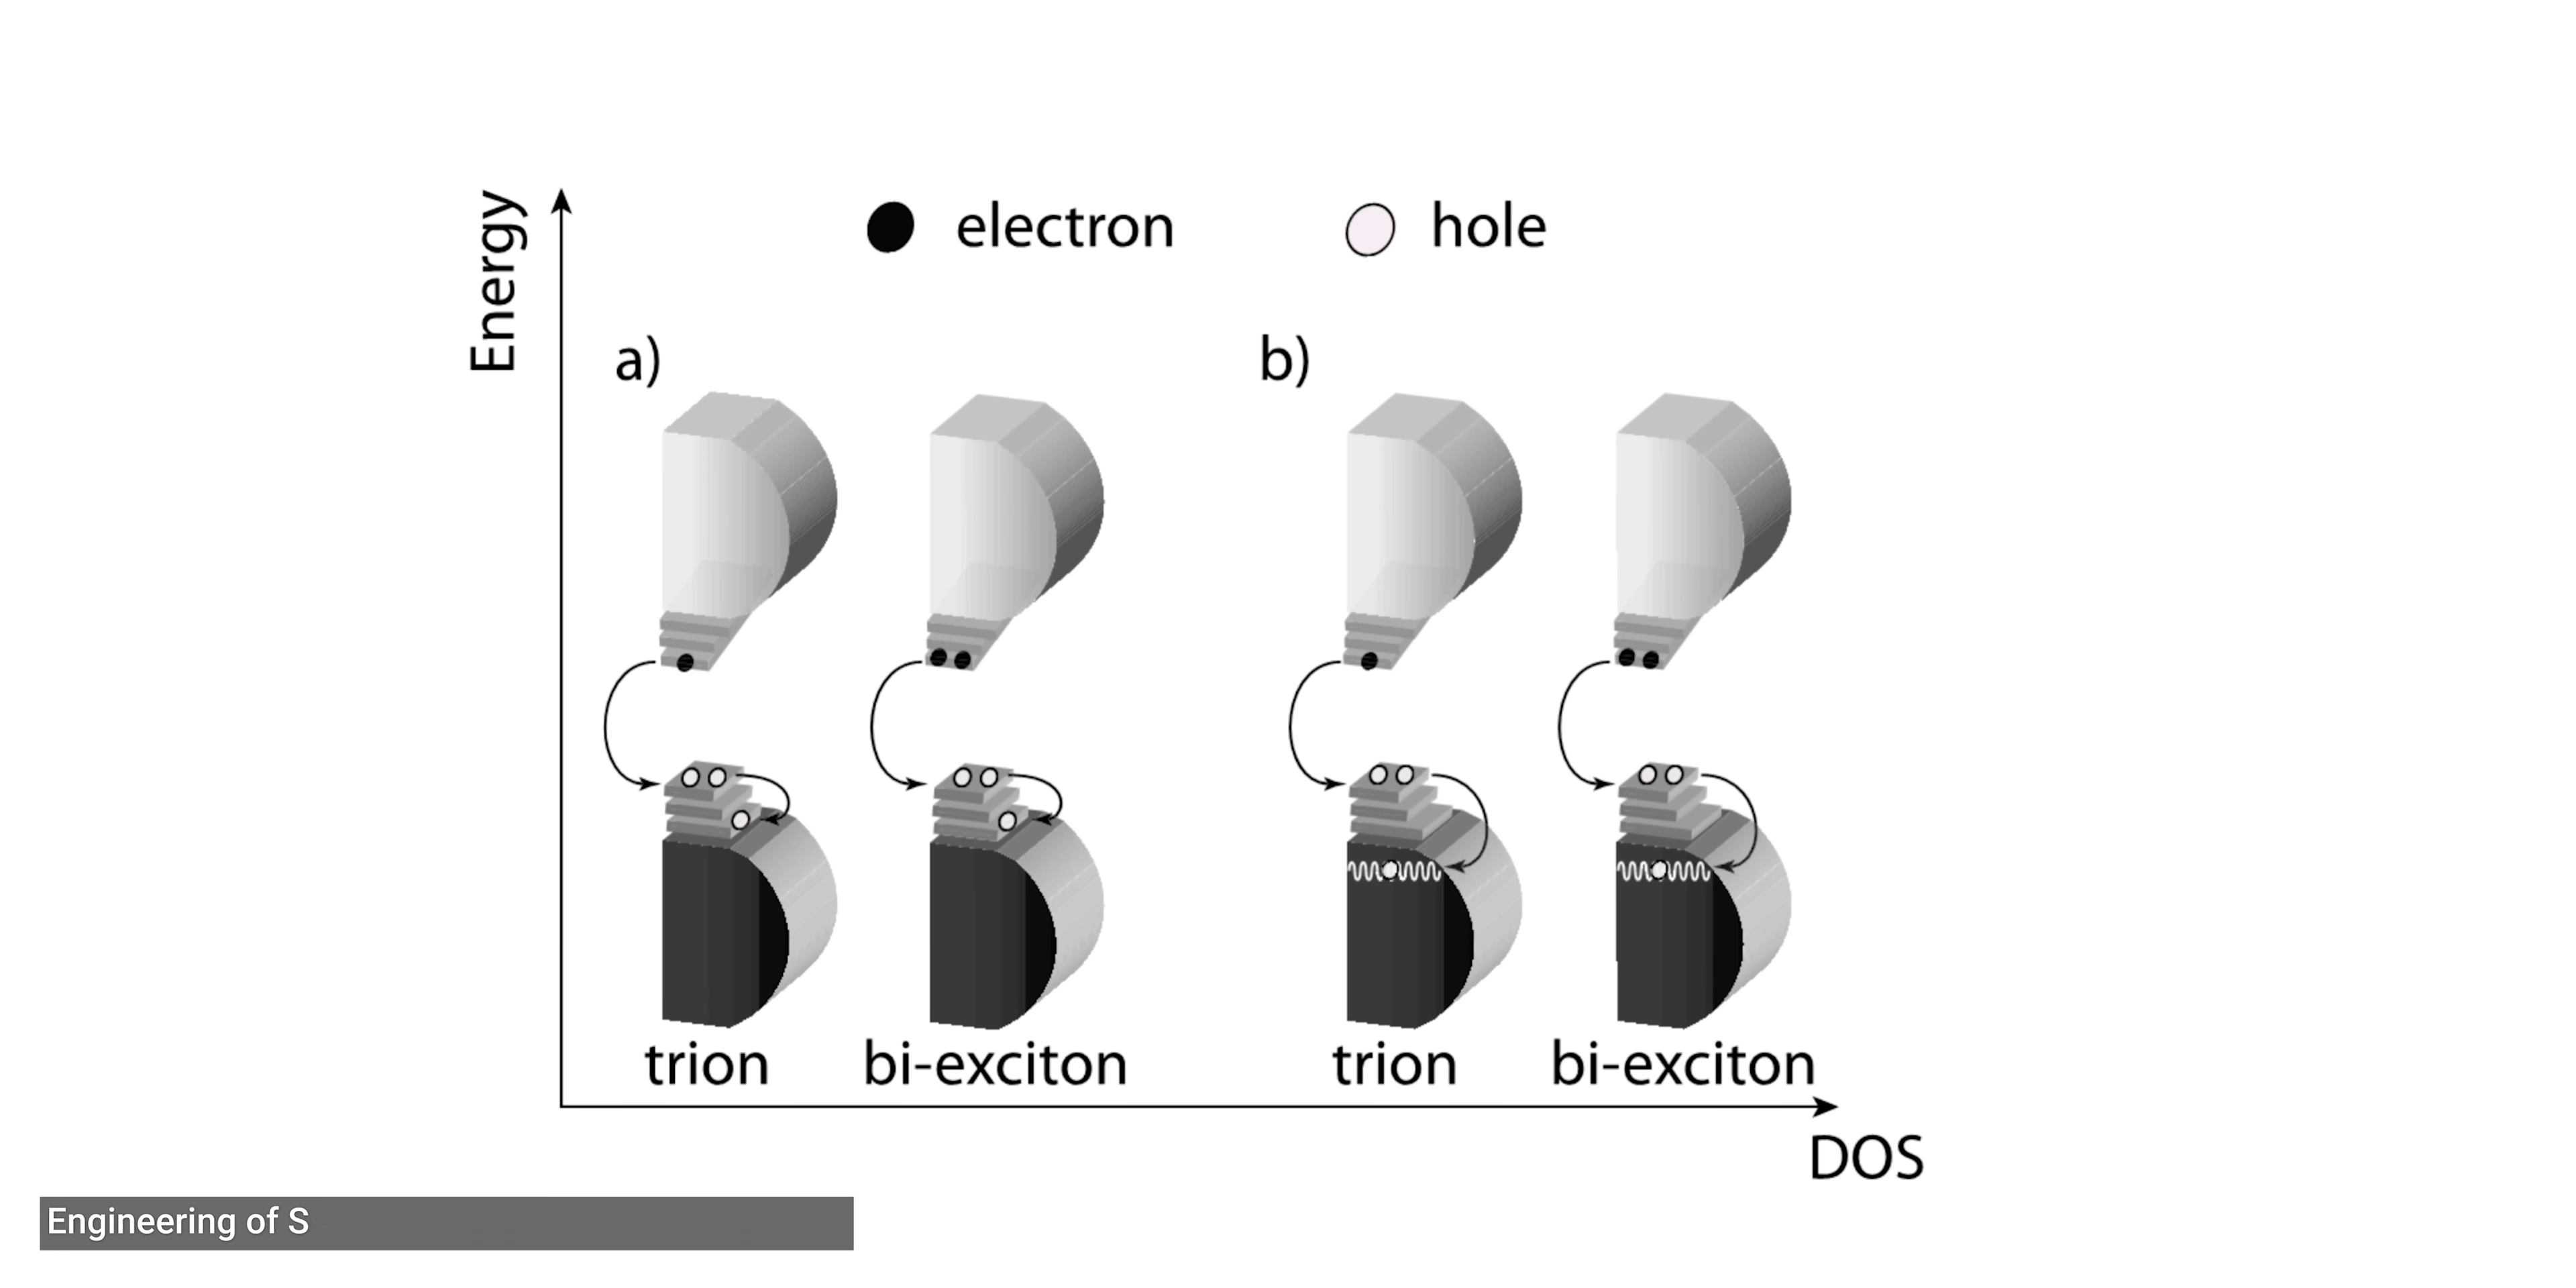 Energy
electron
hole
a)
b)
trion
bi-exciton
trion
bi-exciton
DOS
Engineering of S